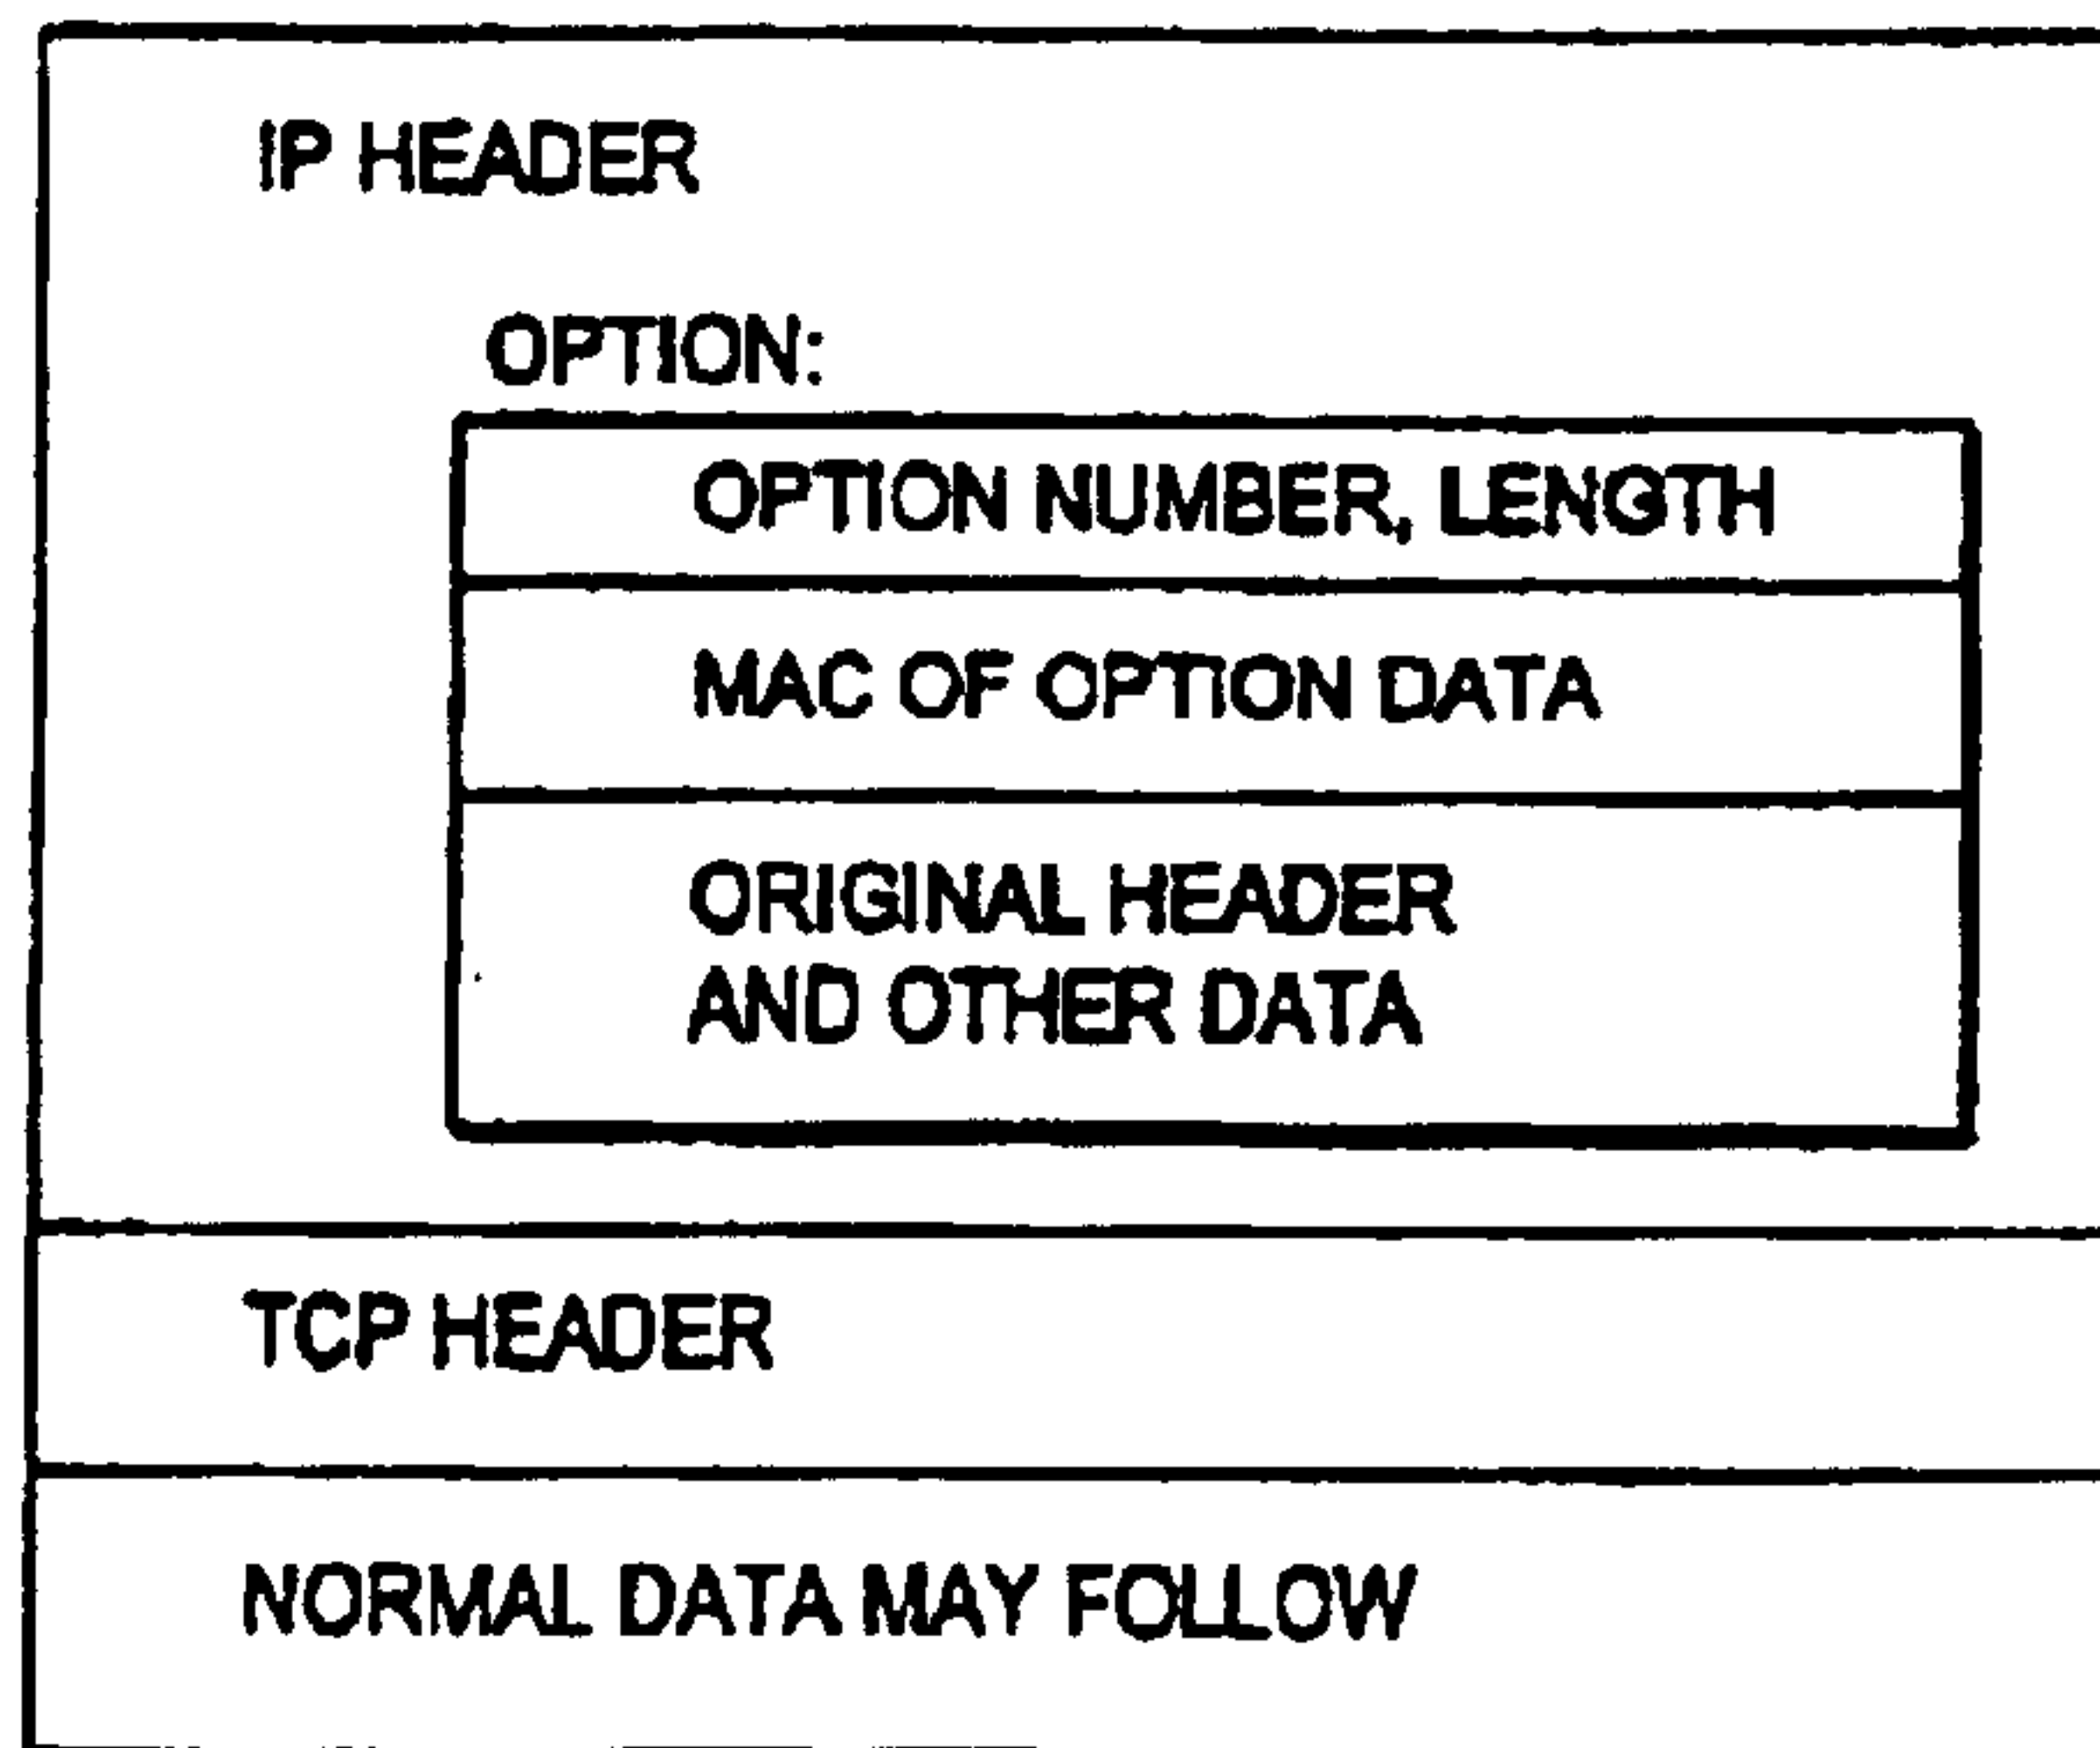 IP HEADER
OPTION:
OPTION NUMBER, LENGTH
MAC OF OPTION DATA
ORIGINAL HEADER
AND OTHER DATA
TCP HEADER
NORMAL DATA MAY FOLLOW